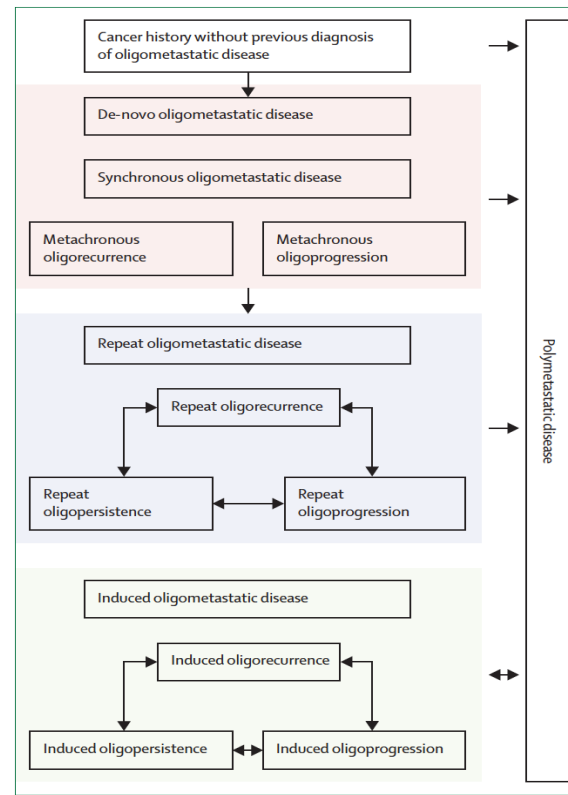 Cancer history without previous diagnosis
of oligometastatic disease
De-novo oligometastatic disease
Synchronous oligometastatic disease
Metachronous
oligorecurrence
Metachronous
oligoprogression
Repeat oligometastatic disease
Repeat oligorecurrence
Repeat
oligopersistence
Repeat
oligoprogression
Induced oligometastatic disease
Induced oligorecurrence
Induced oligopersistence
Induced oligoprogression
Polymetastatic disease